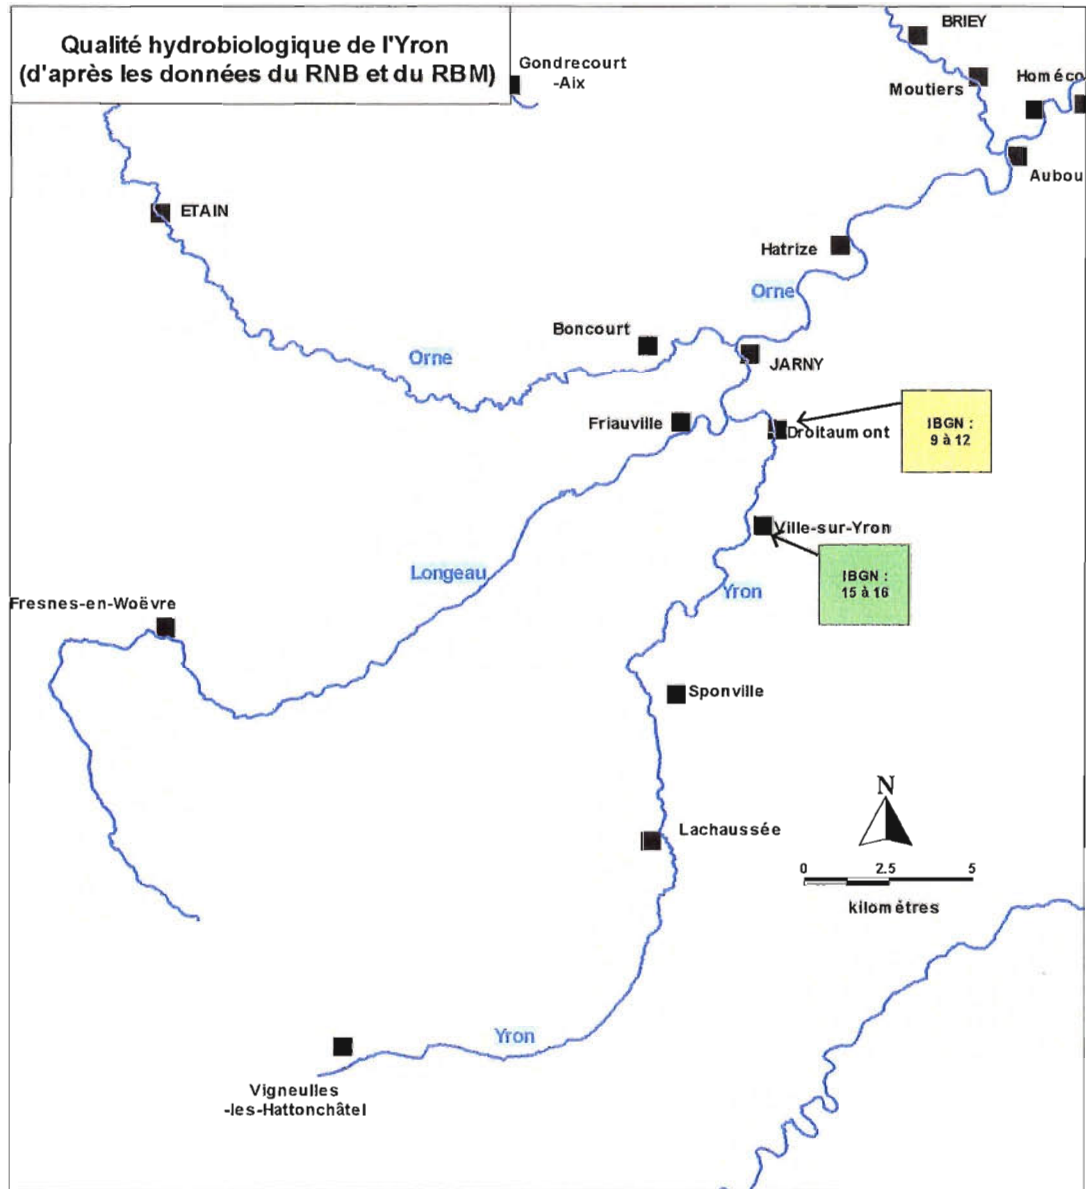 Qualité hydrobiologique de l'Yron
(d'après les données du RNB et du RBM)
Gondrecourt
-Aix
BRIEY
Moutiers
Homéco
Aubou
ETAIN
Hatrize
Orne
Boncourt
Orne
JARNY
Friauville
Droitaumont
IBGN :
9 à 12
Ville-sur-Yron
IBGN :
15 à 16
Longeau
Yron
Fresnes-en-Woëvre
Sponville
N
Lachaussée
0 2.5 5
kilomètres
Yron
Vigneulles
-les-Hattonchâtel